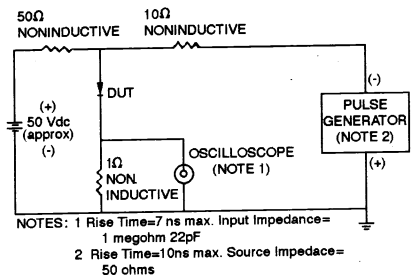 50Ω
NONINDUCTIVE
10Ω
NONINDUCTIVE
DUT
(+)
50 Vdc
(approx)
(-)
1Ω
NON.
INDUCTIVE
OSCILLOSCOPE
(NOTE 1)
(-)
PULSE
GENERATOR
(NOTE 2)
(+)
NOTES: 1 Rise Time=7 ns max. Input Impedance=
1 megohm 22pF
2 Rise Time=10ns max. Source Impedace=
50 ohms